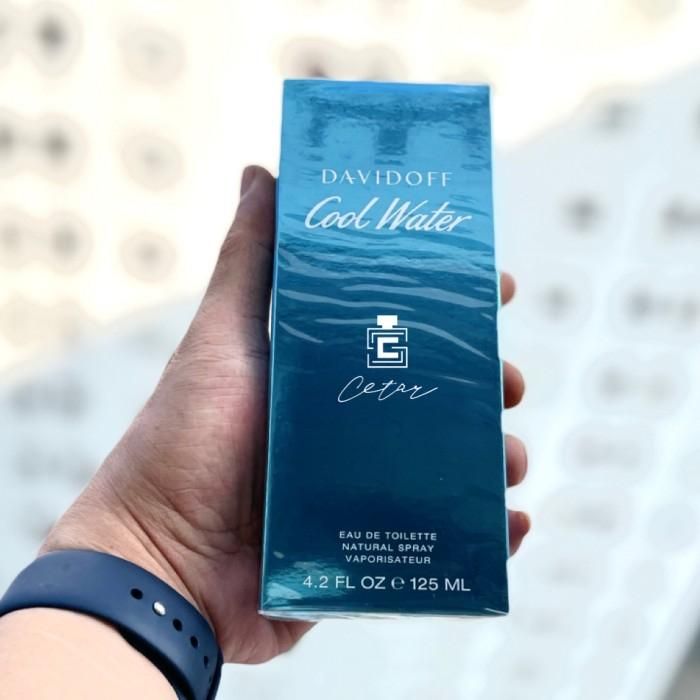 DAVIDOFF
Cool Water
Cetar
EAU DE TOILETTE
NATURAL SPRAY
VAPORISATEUR
4.2 FL OZ ℮ 125 ML